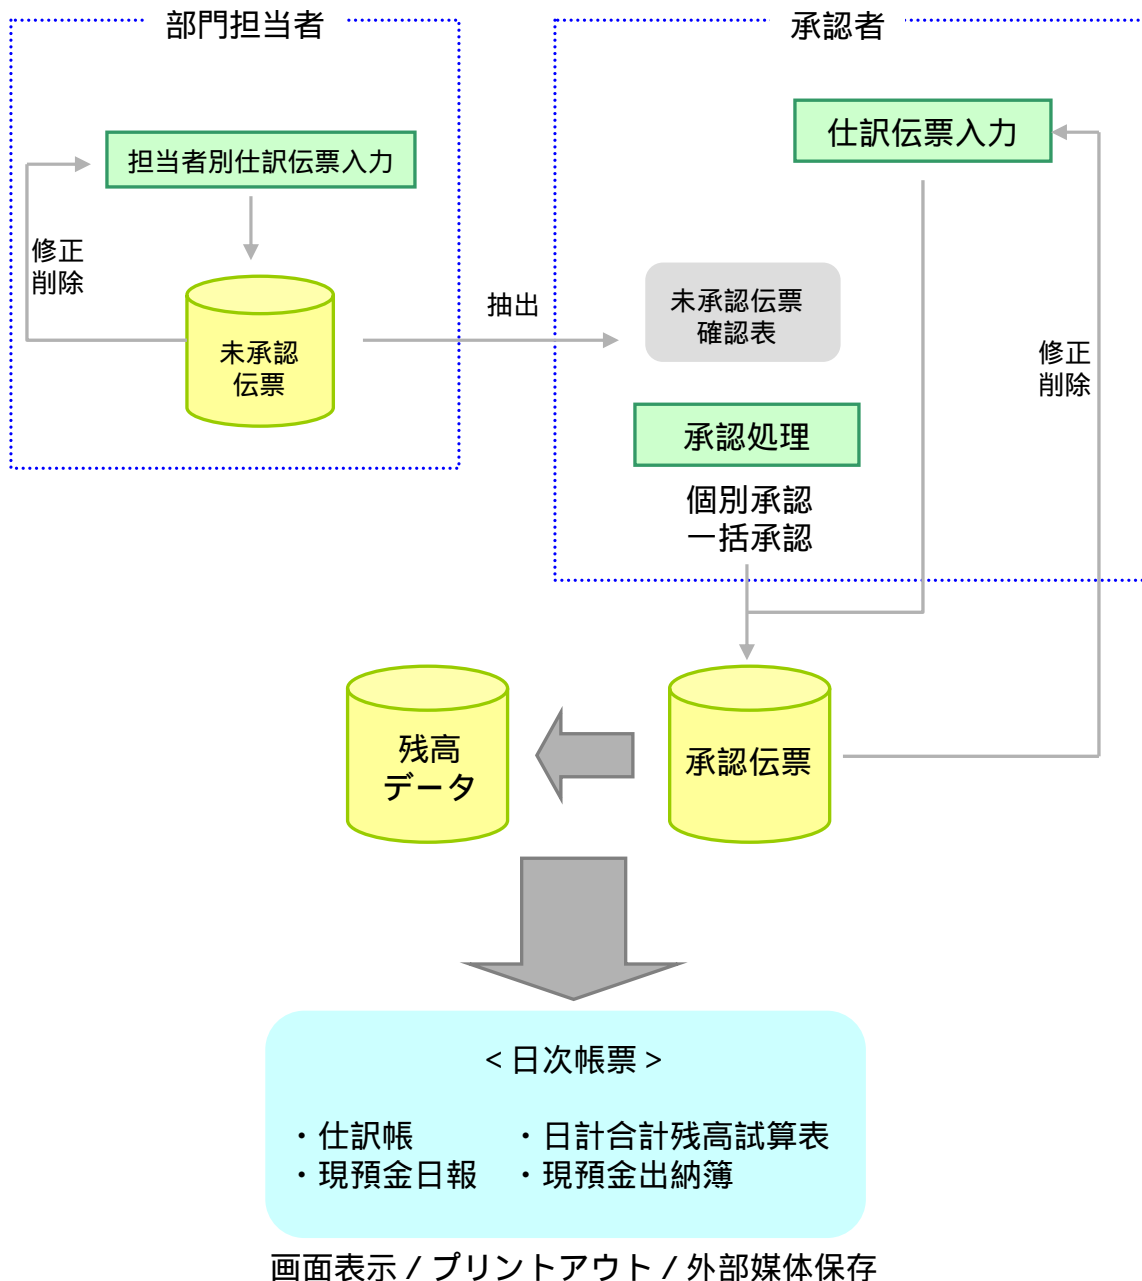 部門担当者
承認者
仕訳伝票入力
担当者別仕訳伝票入力
修正
削除
未承認
伝票
抽出
未承認伝票
確認表
修正
削除
承認処理
個別承認
一括承認
残高
データ
承認伝票
<日次帳票>
・仕訳帳 ・日計合計残高試算表
・現預金日報 ・現預金出納簿
画面表示 / プリントアウト / 外部媒体保存